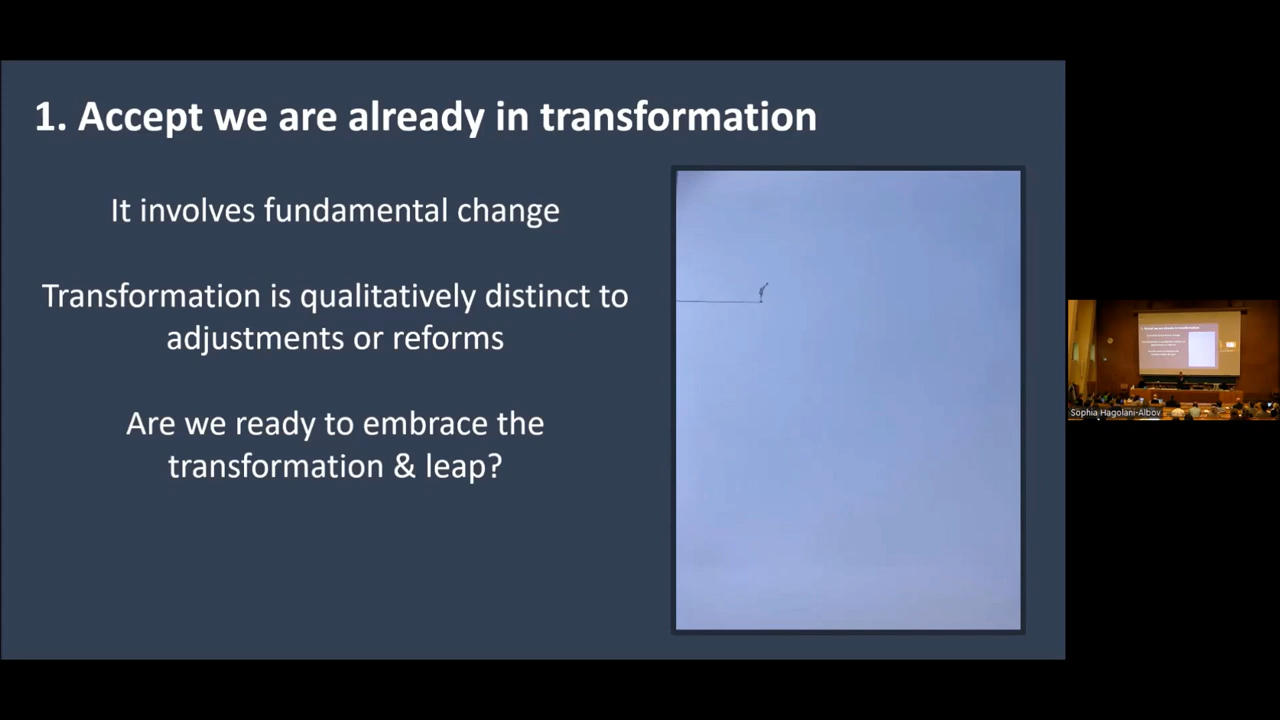 1. Accept we are already in transformation
It involves fundamental change
Transformation is qualitatively distinct to
adjustments or reforms
Are we ready to embrace the
transformation & leap?
Sophia Hagolani-Albov